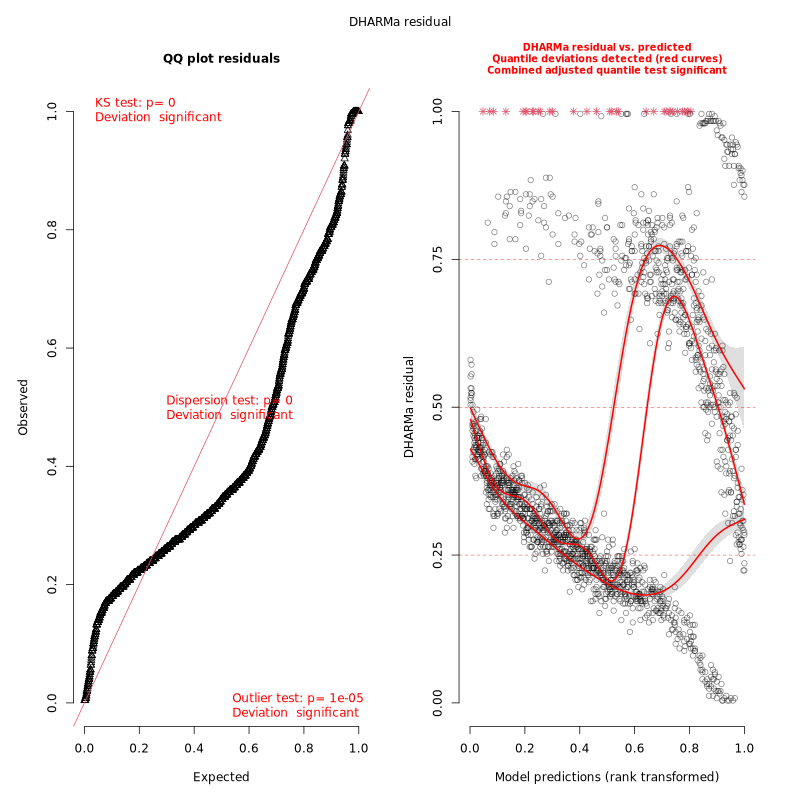 DHARMa residual
QQ plot residuals
KS test: p= 0
Deviation  significant
Dispersion test: p= 0
Deviation  significant
Outlier test: p= 1e-05
Deviation  significant
Observed
0.0
0.2
0.4
0.6
0.8
1.0
0.0 0.2 0.4 0.6 0.8 1.0
Expected
DHARMa residual vs. predicted
Quantile deviations detected (red curves)
Combined adjusted quantile test significant
DHARMa residual
0.00
0.25
0.50
0.75
1.00
0.0 0.2 0.4 0.6 0.8 1.0
Model predictions (rank transformed)